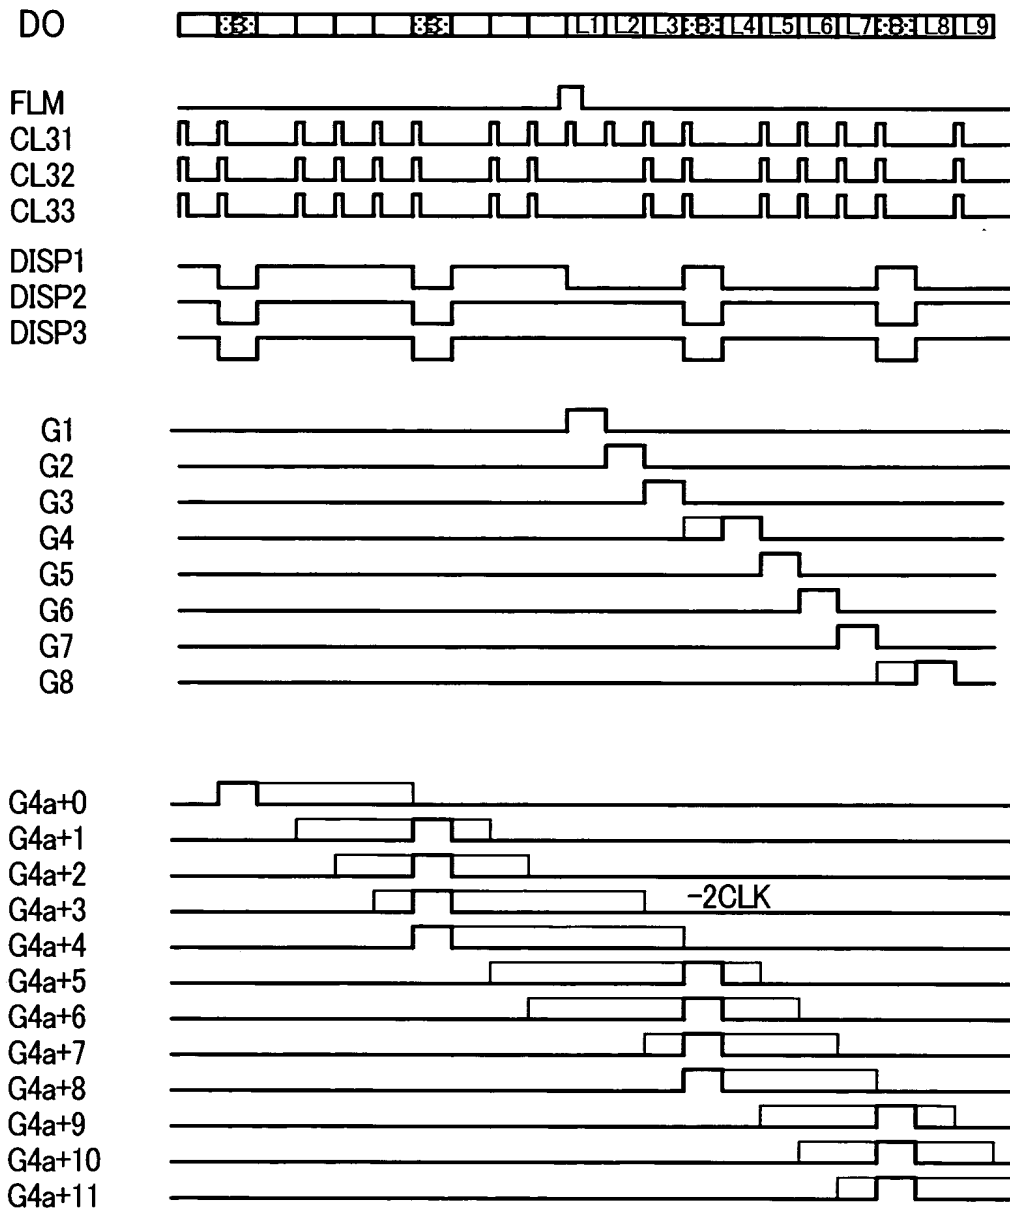 DO B B L1 L2 L3 B L4 L5 L6 L7 B L8 L9
FLM
CL31
CL32
CL33
DISP1
DISP2
DISP3
G1
G2
G3
G4
G5
G6
G7
G8
G4a+0
G4a+1
G4a+2
G4a+3 -2CLK
G4a+4
G4a+5
G4a+6
G4a+7
G4a+8
G4a+9
G4a+10
G4a+11